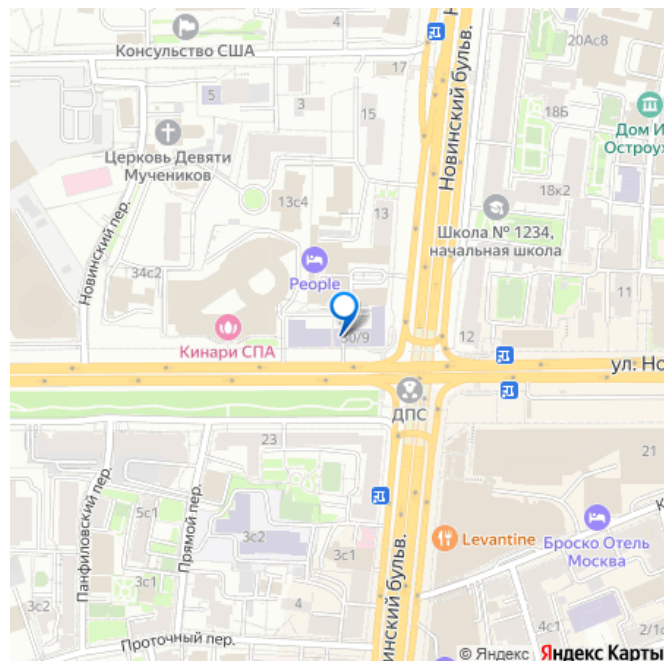 Консульство США
17
20Ас8
5
3
15
18Б
Новинский бульв.
Дом И
Остроух
Церковь Девяти
Мучеников
Новинский пер.
13с4
13
18к2
Школа № 1234,
начальная школа
34с2
People
11
Кинари СПА
30/9
12
ул. Но
ДПС
23
21
Панфиловский пер.
Прямой пер.
5с1
3с2
3с1
3с1
3с2
4
Levantine
Броско Отель
Москва
К
инский бульв.
4с1
2/1с
Проточный пер.
© Яндекс Яндекс Карты